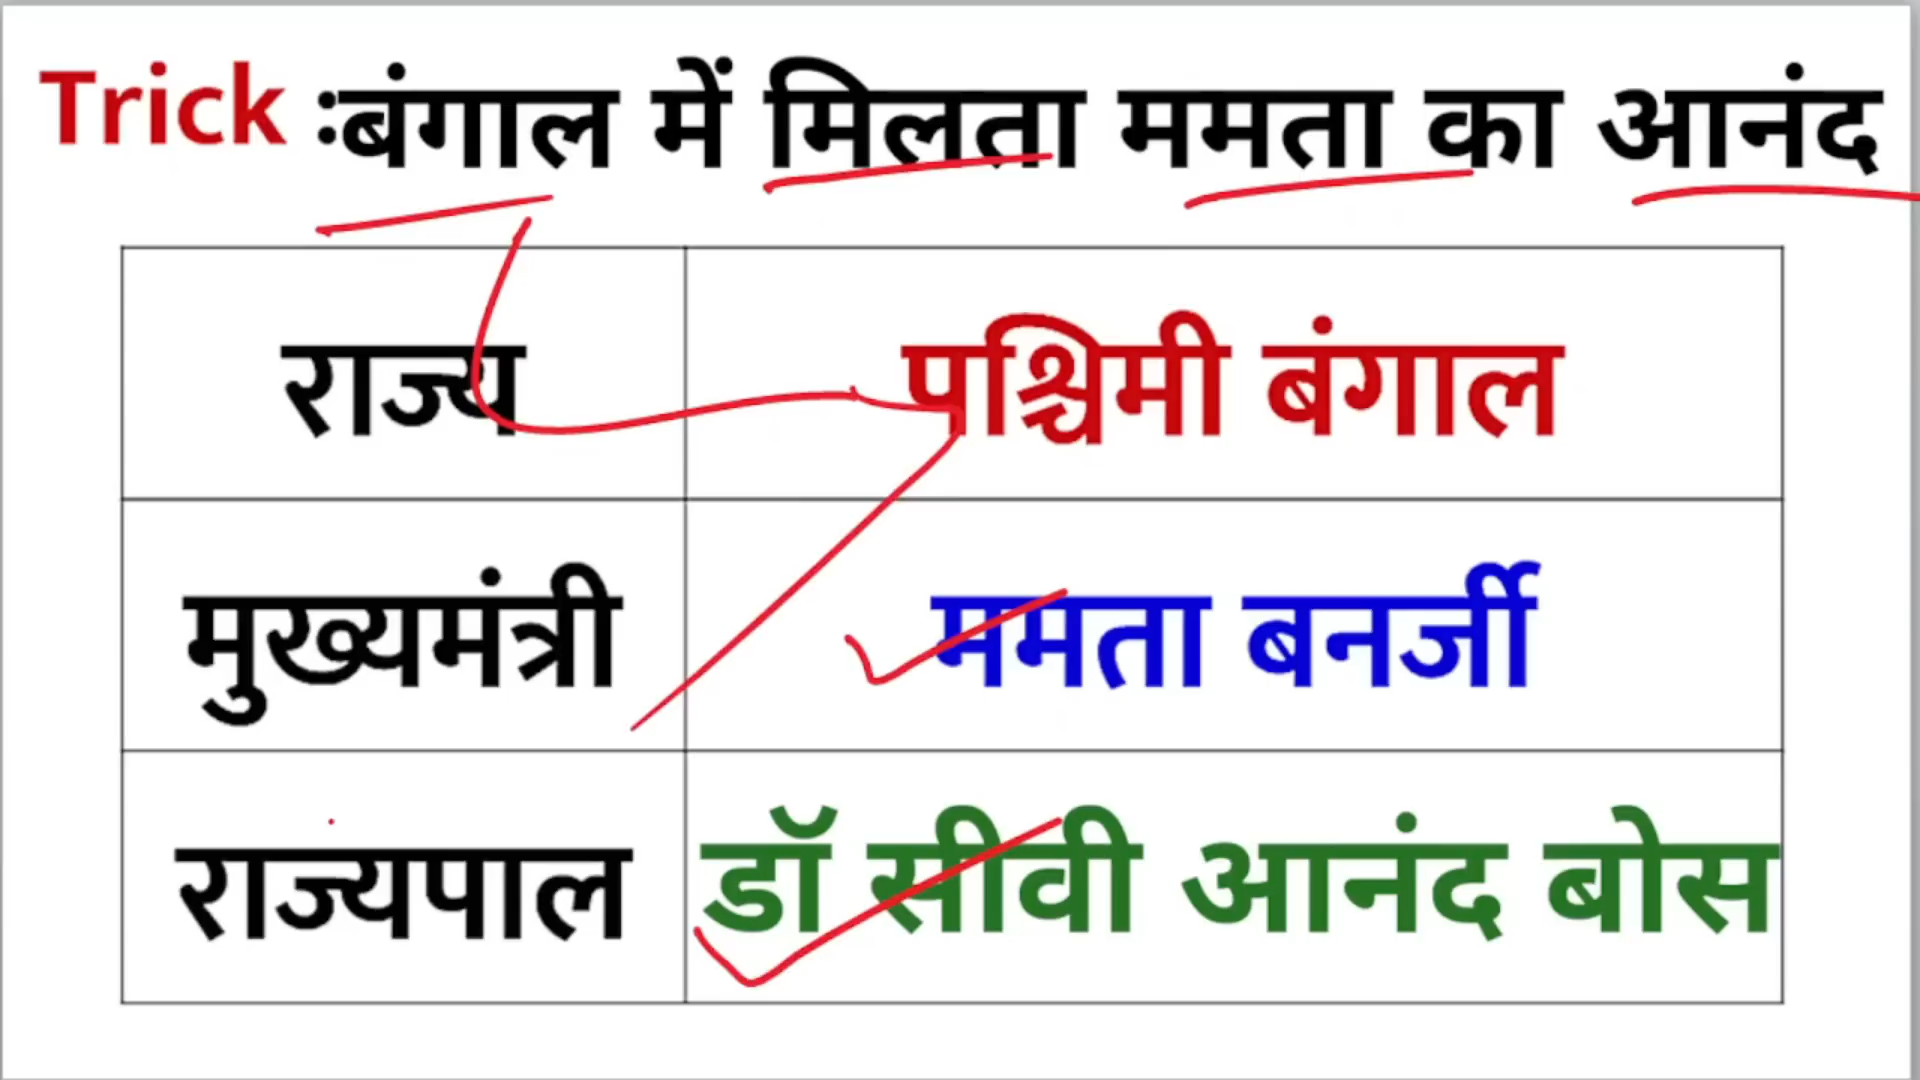 Trick :बंगाल में मिलता ममता का आनंद
राज्य पश्चिमी बंगाल
मुख्यमंत्री ममता बनर्जी
राज्यपाल डॉ सीवी आनंद बोस